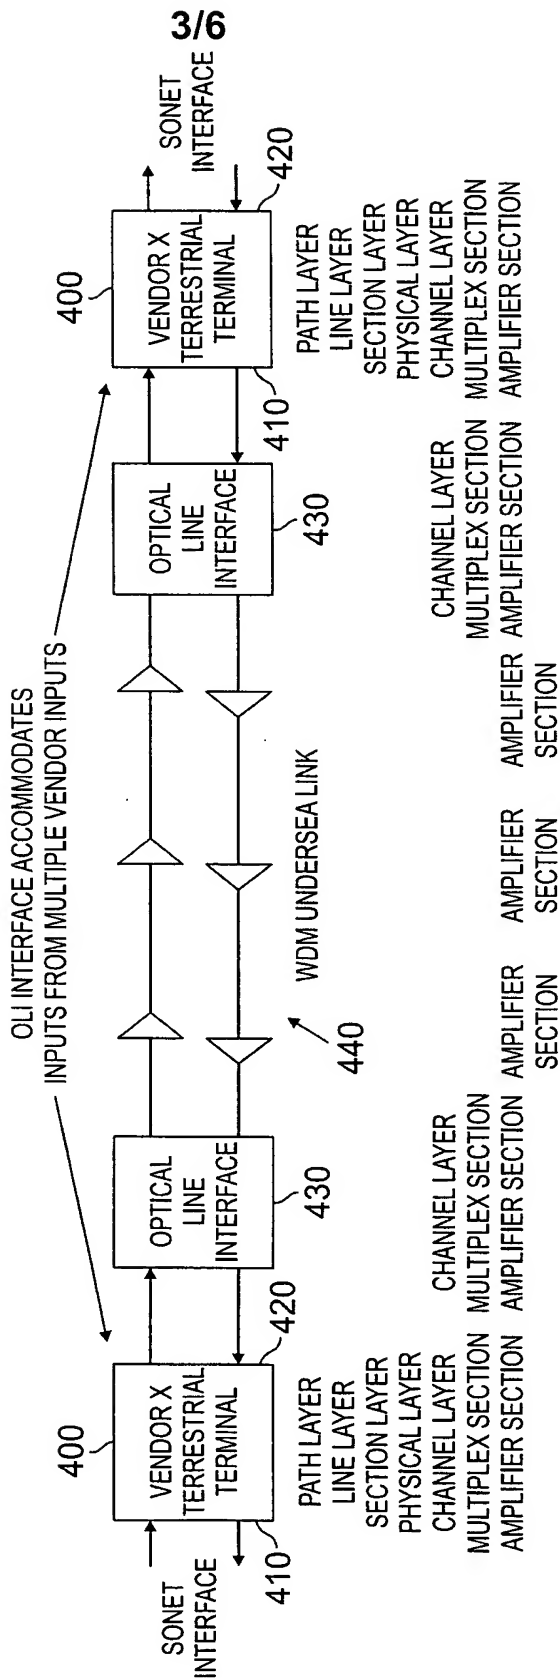 3/6
OLI INTERFACE ACCOMMODATES
INPUTS FROM MULTIPLE VENDOR INPUTS
SONET
INTERFACE
400
VENDOR X
TERRESTRIAL
TERMINAL
410
420
OPTICAL
LINE
INTERFACE
430
440
WDM UNDERSEA LINK
OPTICAL
LINE
INTERFACE
430
400
VENDOR X
TERRESTRIAL
TERMINAL
410
420
SONET
INTERFACE
PATH LAYER
LINE LAYER
SECTION LAYER
PHYSICAL LAYER
CHANNEL LAYER
MULTIPLEX SECTION
AMPLIFIER SECTION
CHANNEL LAYER
MULTIPLEX SECTION
AMPLIFIER SECTION
AMPLIFIER
SECTION
AMPLIFIER
SECTION
AMPLIFIER
SECTION
CHANNEL LAYER
MULTIPLEX SECTION
AMPLIFIER SECTION
PATH LAYER
LINE LAYER
SECTION LAYER
PHYSICAL LAYER
CHANNEL LAYER
MULTIPLEX SECTION
AMPLIFIER SECTION